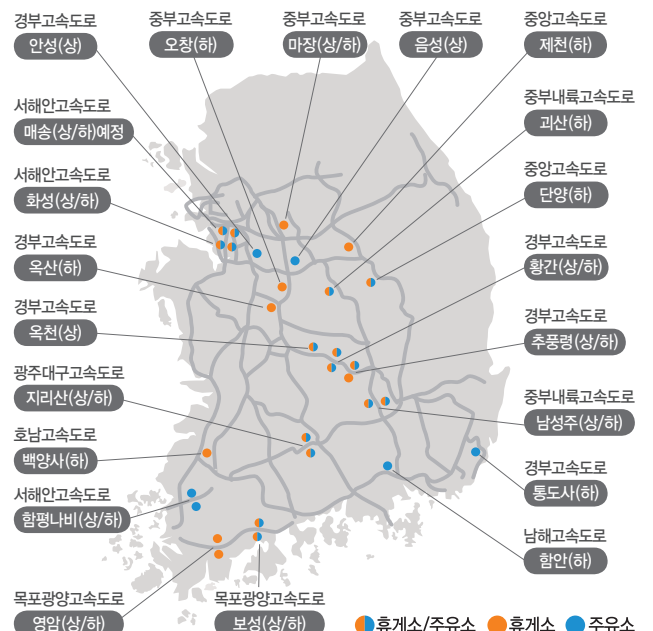 경부고속도로
안성(상)
중부고속도로
오창(하)
중부고속도로
마장(상/하)
중부고속도로
음성(상)
중앙고속도로
제천(하)
서해안고속도로
매송(상/하)예정
중부내륙고속도로
괴산(하)
서해안고속도로
화성(상/하)
중앙고속도로
단양(하)
경부고속도로
옥산(하)
경부고속도로
황간(상/하)
경부고속도로
옥천(상)
경부고속도로
추풍령(상/하)
광주대구고속도로
지리산(상/하)
중부내륙고속도로
남성주(상/하)
호남고속도로
백양사(하)
경부고속도로
통도사(하)
서해안고속도로
함평나비(상/하)
남해고속도로
함안(하)
목포광양고속도로
영암(상/하)
목포광양고속도로
보성(상/하)
휴게소/주유소 휴게소 주유소